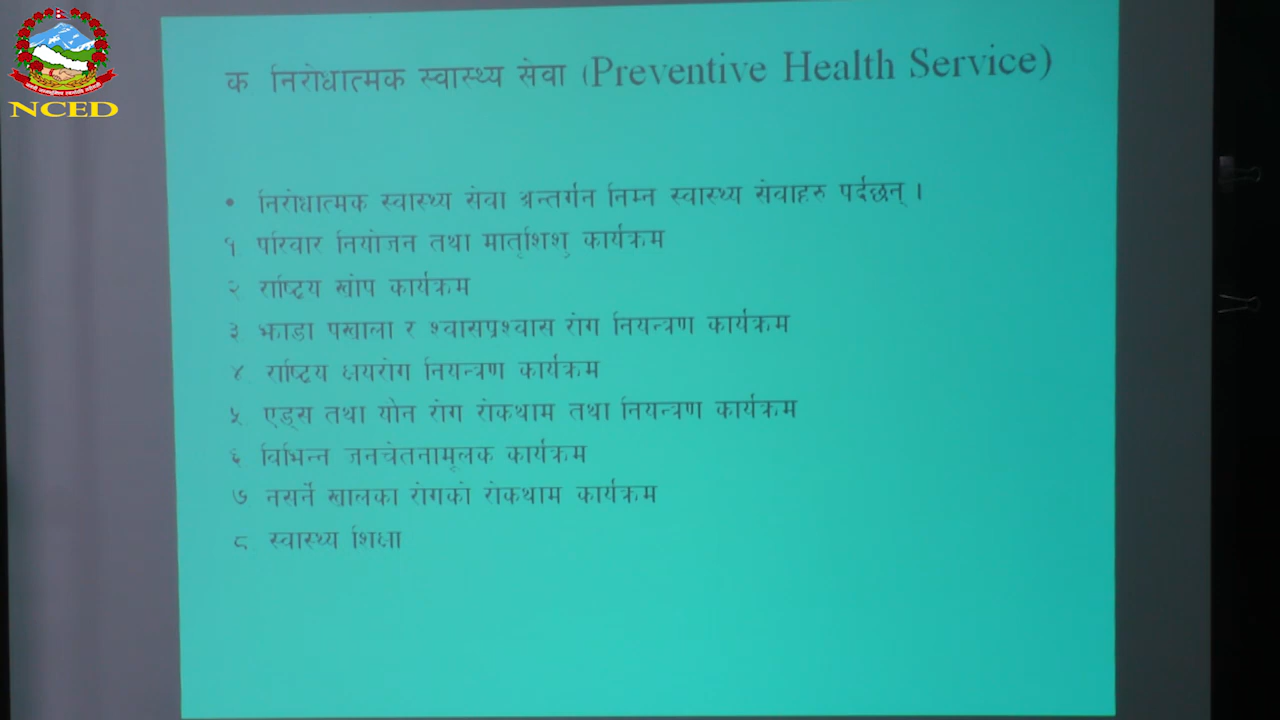 NCED
क निरोधात्मक स्वास्थ्य सेवा (Preventive Health Service)
• निरोधात्मक स्वास्थ्य सेवा अन्तर्गन निम्न स्वास्थ्य सेवाहरु पर्दछन् ।
१ परिवार नियोजन तथा मातृशिशु कार्यक्रम
२ राष्ट्रिय खोप कार्यक्रम
३ झाडा पखाला र श्वासप्रश्वास रोग नियन्त्रण कार्यक्रम
४ राष्ट्रिय क्षयरोग नियन्त्रण कार्यक्रम
५ एड्स तथा योन रोग रोकथाम तथा नियन्त्रण कार्यक्रम
६ विभिन्न जनचेतनामूलक कार्यक्रम
७ नसर्ने खालका रोगको रोकथाम कार्यक्रम
८ स्वास्थ्य शिक्षा